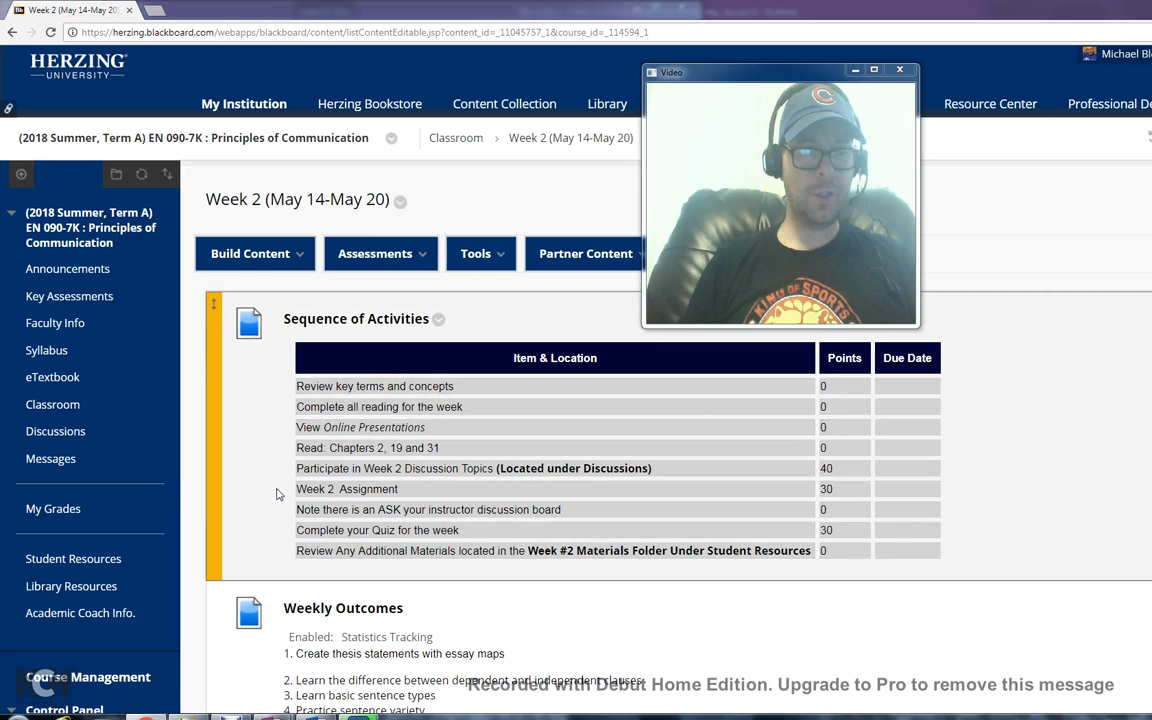 Week 2 (May 14-May 20)
https://herzing.blackboard.com/webapps/blackboard/content/listContentEditable.jsp?content_id=_11045757_1&course_id=_114594_1
HERZING
UNIVERSITY
Michael Bl
My Institution Herzing Bookstore Content Collection Library Resource Center Professional De
Video
(2018 Summer, Term A) EN 090-7K : Principles of Communication Classroom Week 2 (May 14-May 20)
(2018 Summer, Term A)
EN 090-7K : Principles of
Communication
Announcements
Key Assessments
Faculty Info
Syllabus
eTextbook
Classroom
Discussions
Messages
My Grades
Student Resources
Library Resources
Academic Coach Info.
Course Management
Control Panel
Week 2 (May 14-May 20)
Build Content Assessments Tools Partner Content
C
KING OF SPORTS
Sequence of Activities
Item & Location Points Due Date
Review key terms and concepts 0
Complete all reading for the week 0
View Online Presentations 0
Read: Chapters 2, 19 and 31 0
Participate in Week 2 Discussion Topics (Located under Discussions) 40
Week 2 Assignment 30
Note there is an ASK your instructor discussion board 0
Complete your Quiz for the week 30
Review Any Additional Materials located in the Week #2 Materials Folder Under Student Resources 0
Weekly Outcomes
Enabled: Statistics Tracking
1. Create thesis statements with essay maps
2. Learn the difference between dependent and independent clauses
3. Learn basic sentence types
4. Practice sentence variety
Recorded with Debut Home Edition. Upgrade to Pro to remove this message